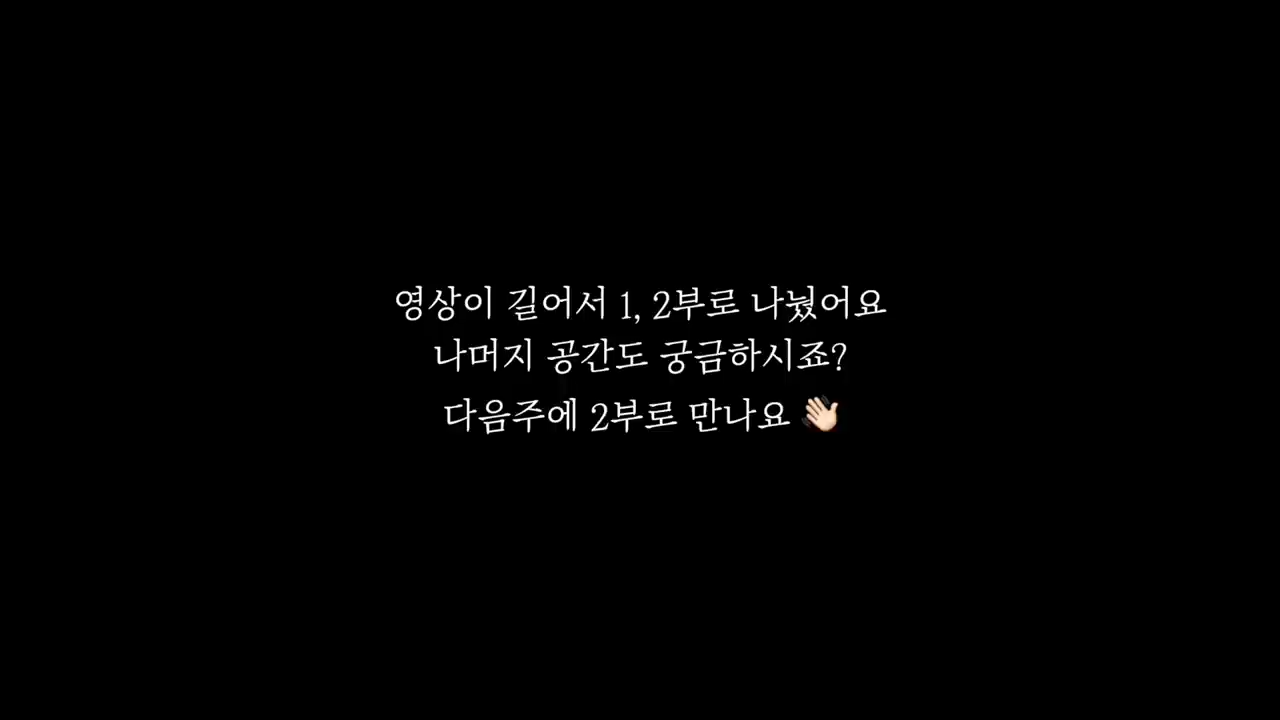 영상이 길어서 1, 2부로 나눴어요
나머지 공간도 궁금하시죠?
다음주에 2부로 만나요 👋🏻